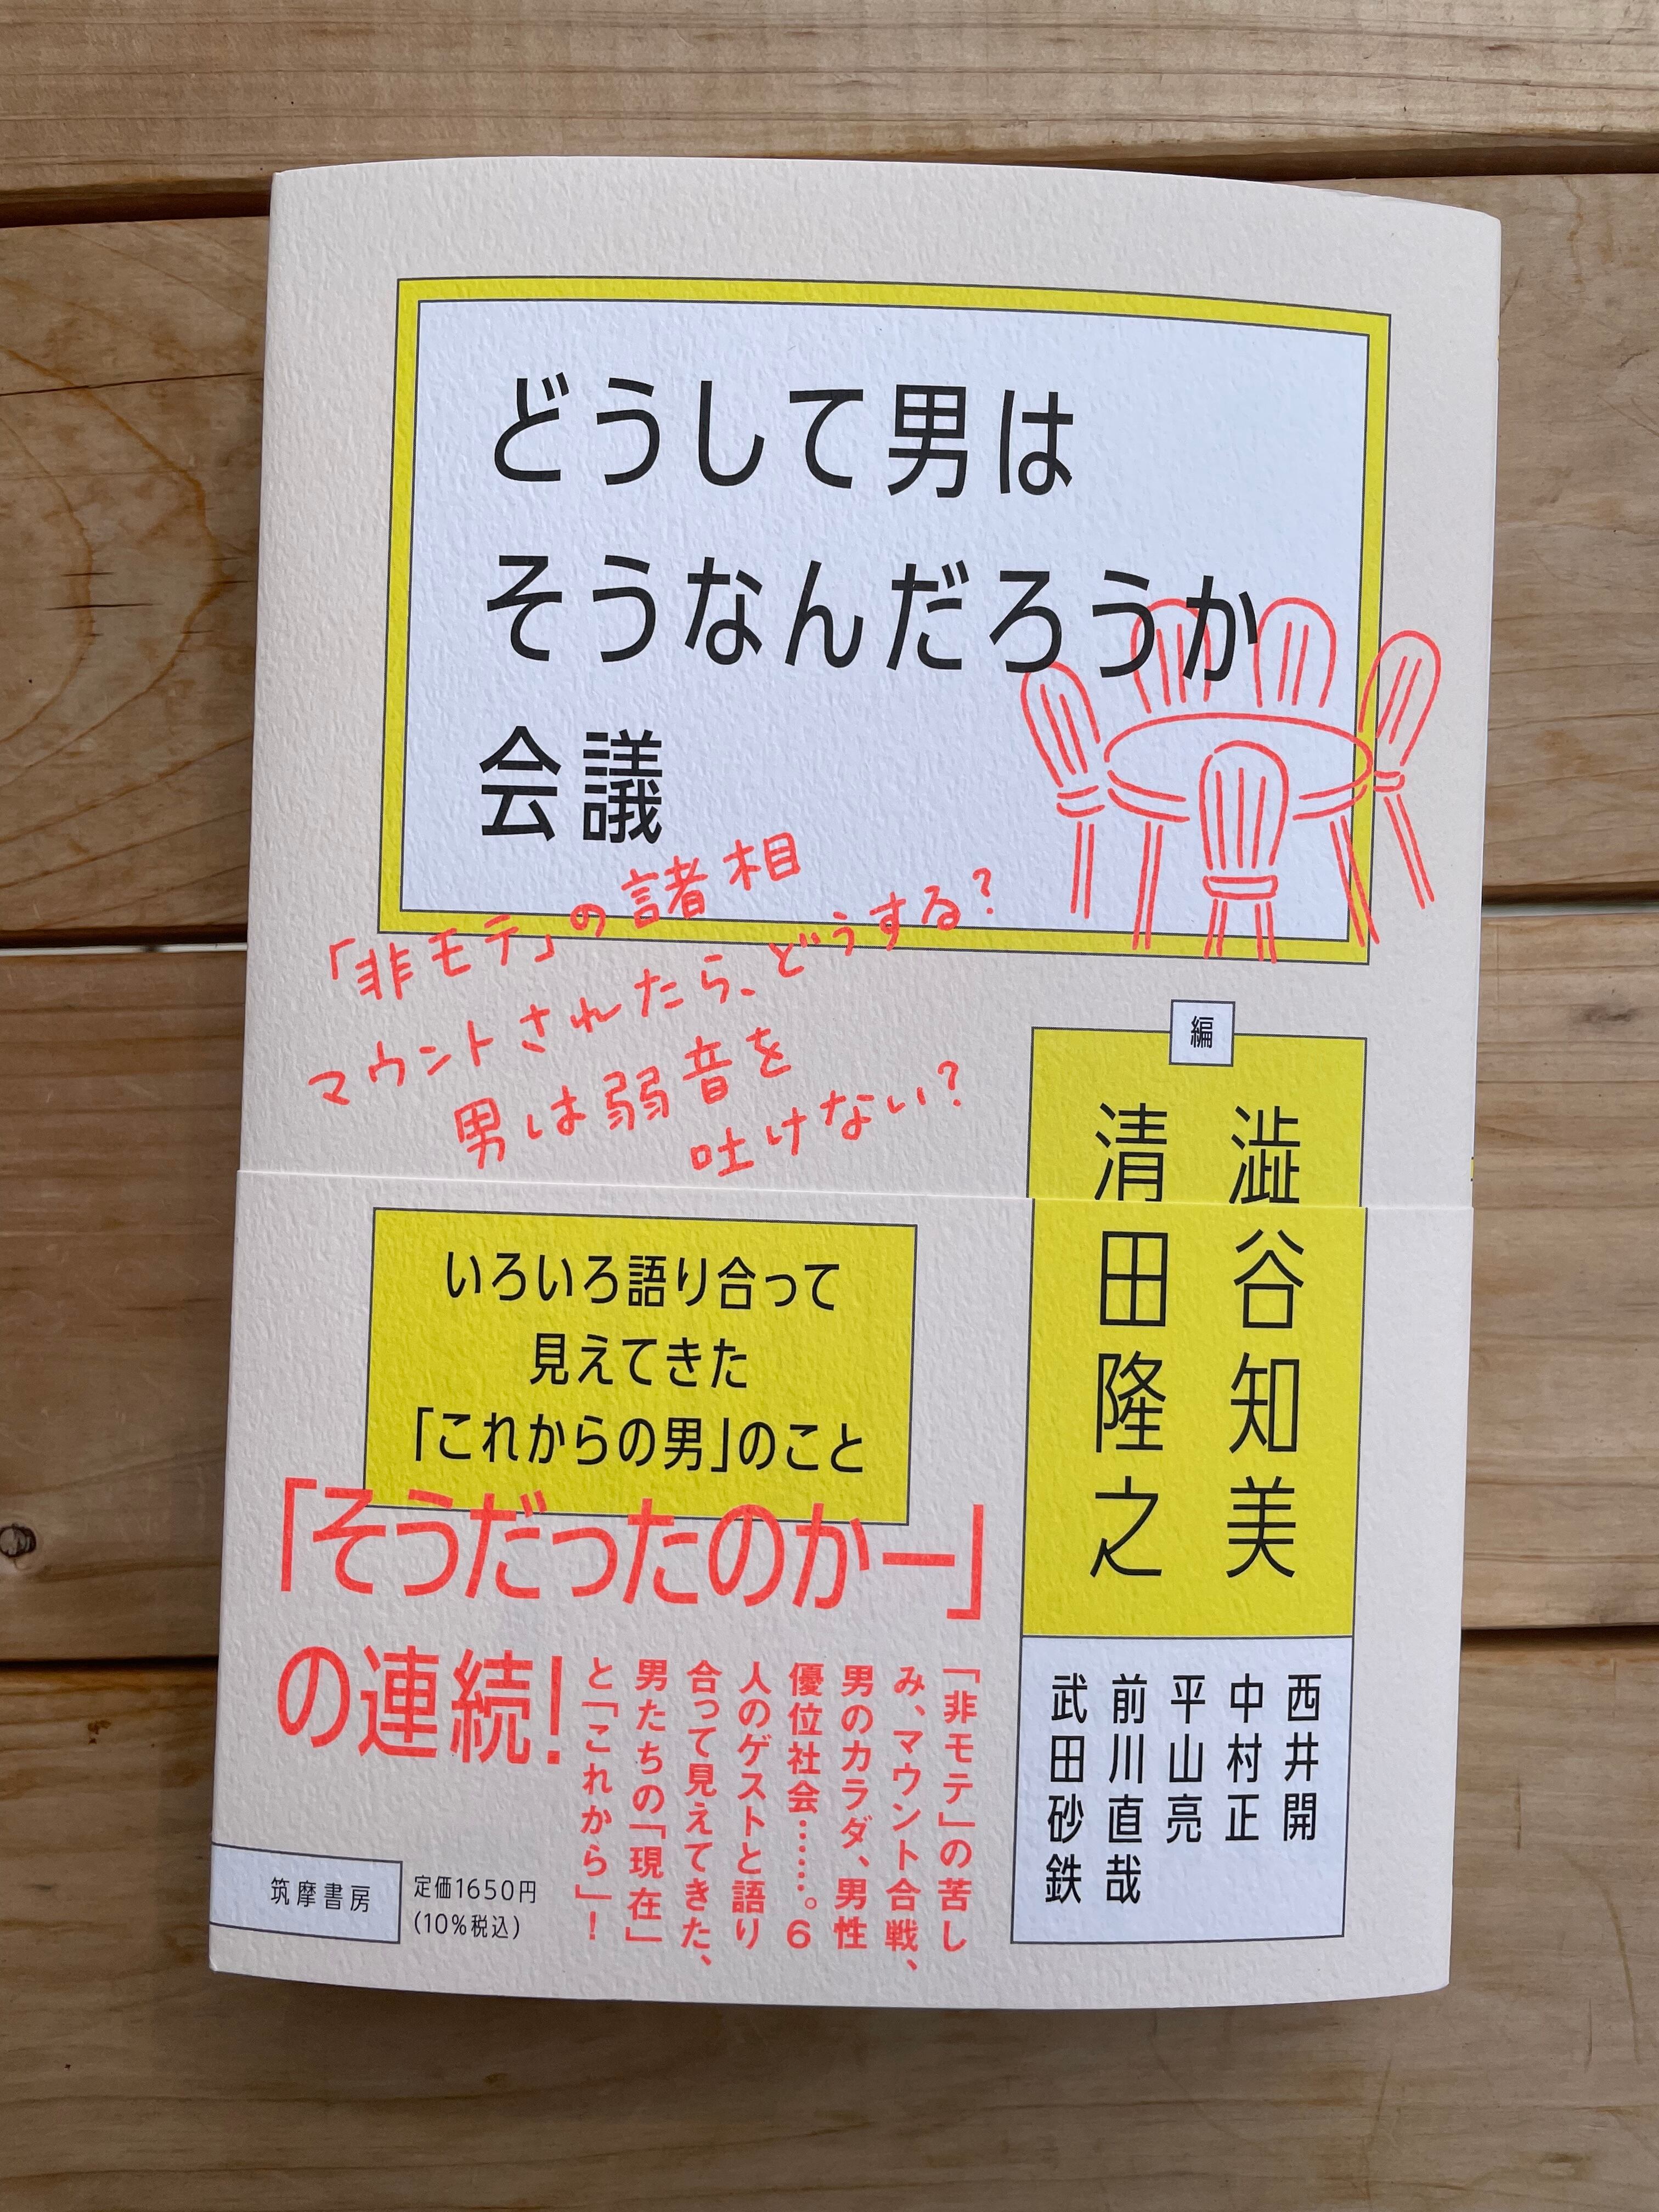 どうして男は
そうなんだろうか
会議
「非モテ」の諸相
マウントされたら、どうする？
男は弱音を
吐けない？
編
澁谷知美
清田隆之
西井開
中村正
平山亮
前川直哉
武田砂鉄
いろいろ語り合って
見えてきた
「これからの男」のこと
「そうだったのかー」
の連続！
「非モテ」の苦し
み、マウント合戦、
男のカラダ、男性
優位社会……。6
人のゲストと語り
合って見えてきた、
男たちの「現在」
と「これから」！
筑摩書房
定価1650円
(10%税込)